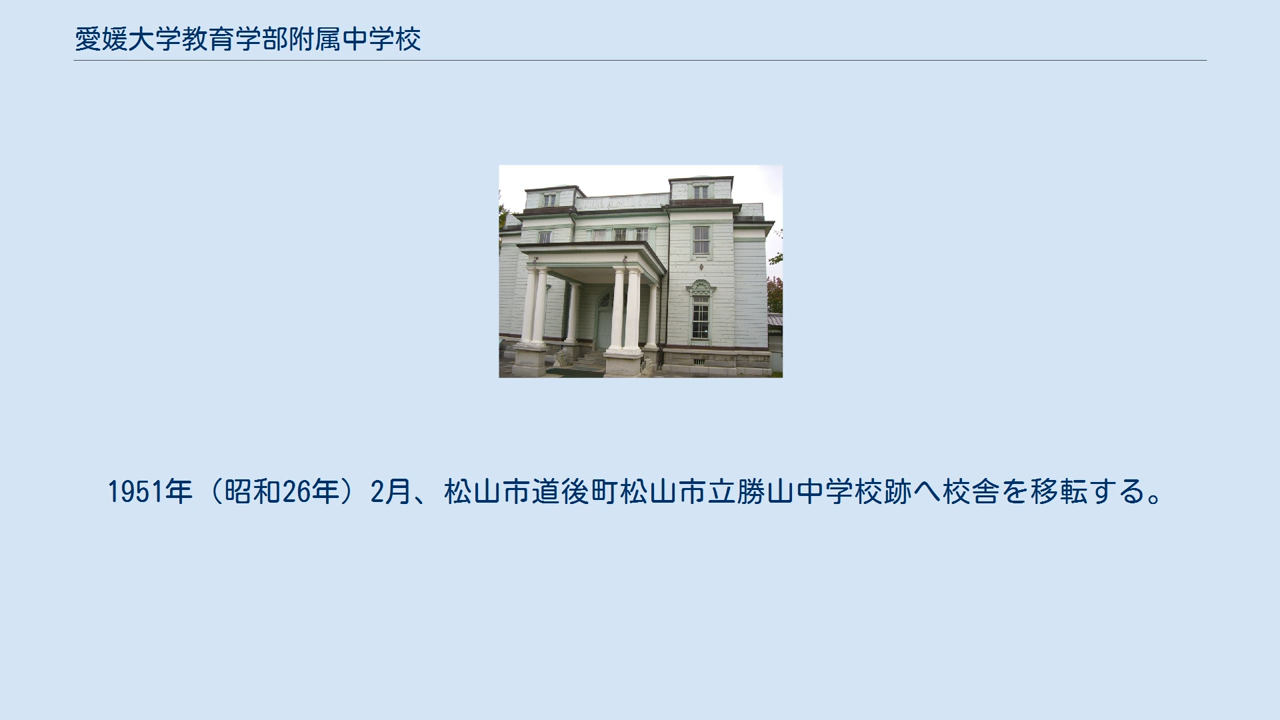 愛媛大学教育学部附属中学校
1951年（昭和26年）2月、松山市道後町松山市立勝山中学校跡へ校舎を移転する。